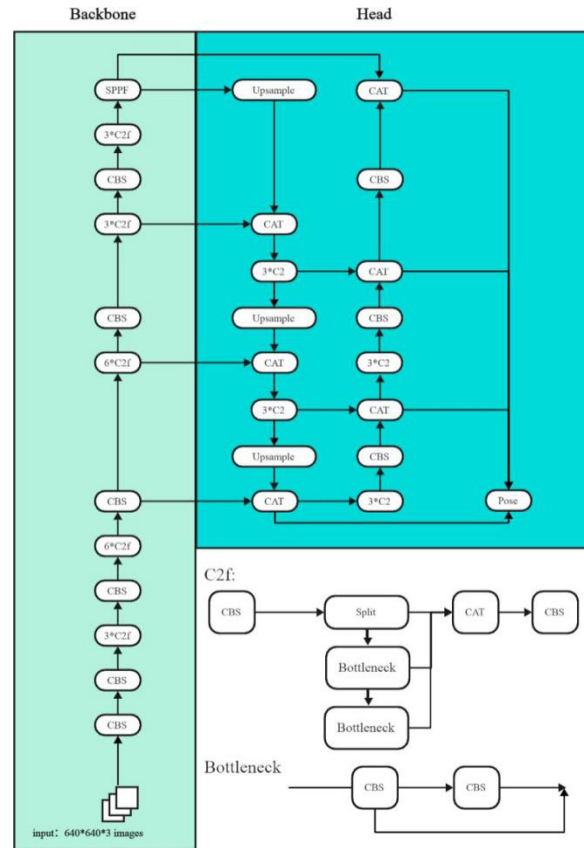 Backbone
Head
SPPF
Upsample
CAT
3*C2f
CBS
CBS
3*C2f
CAT
3*C2
CAT
CBS
Upsample
CBS
6*C2f
CAT
3*C2
3*C2
CAT
Upsample
CBS
CBS
CAT
3*C2
Pose
6*C2f
C2f:
CBS
CBS
Split
CAT
CBS
3*C2f
Bottleneck
CBS
Bottleneck
CBS
Bottleneck
CBS
CBS
input: 640*640*3 images